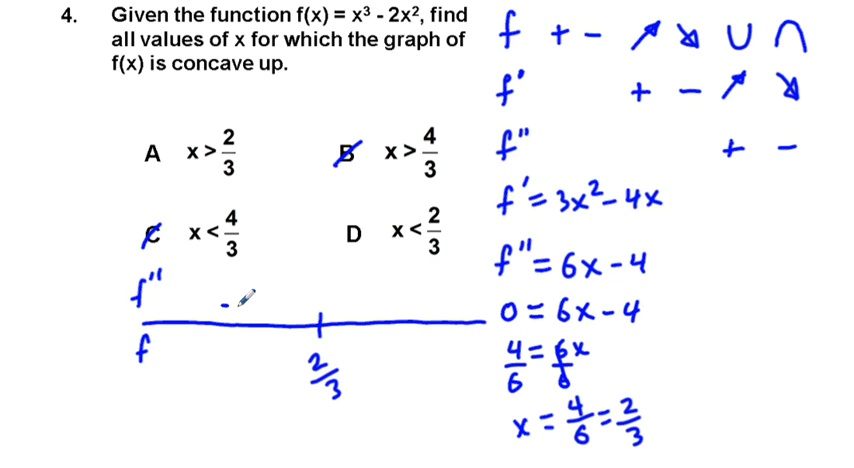 4. Given the function f(x) = x³ - 2x², find
all values of x for which the graph of
f(x) is concave up.
A x > 2/3
B x > 4/3
C x < 4/3
D x < 2/3
f"
-
f
2/3
f + - ↗ ↘ ∪ ∩
f' + - ↗ ↘
f" + -
f' = 3x² - 4x
f" = 6x - 4
0 = 6x - 4
4/6 = 6x/6
x = 4/6 = 2/3